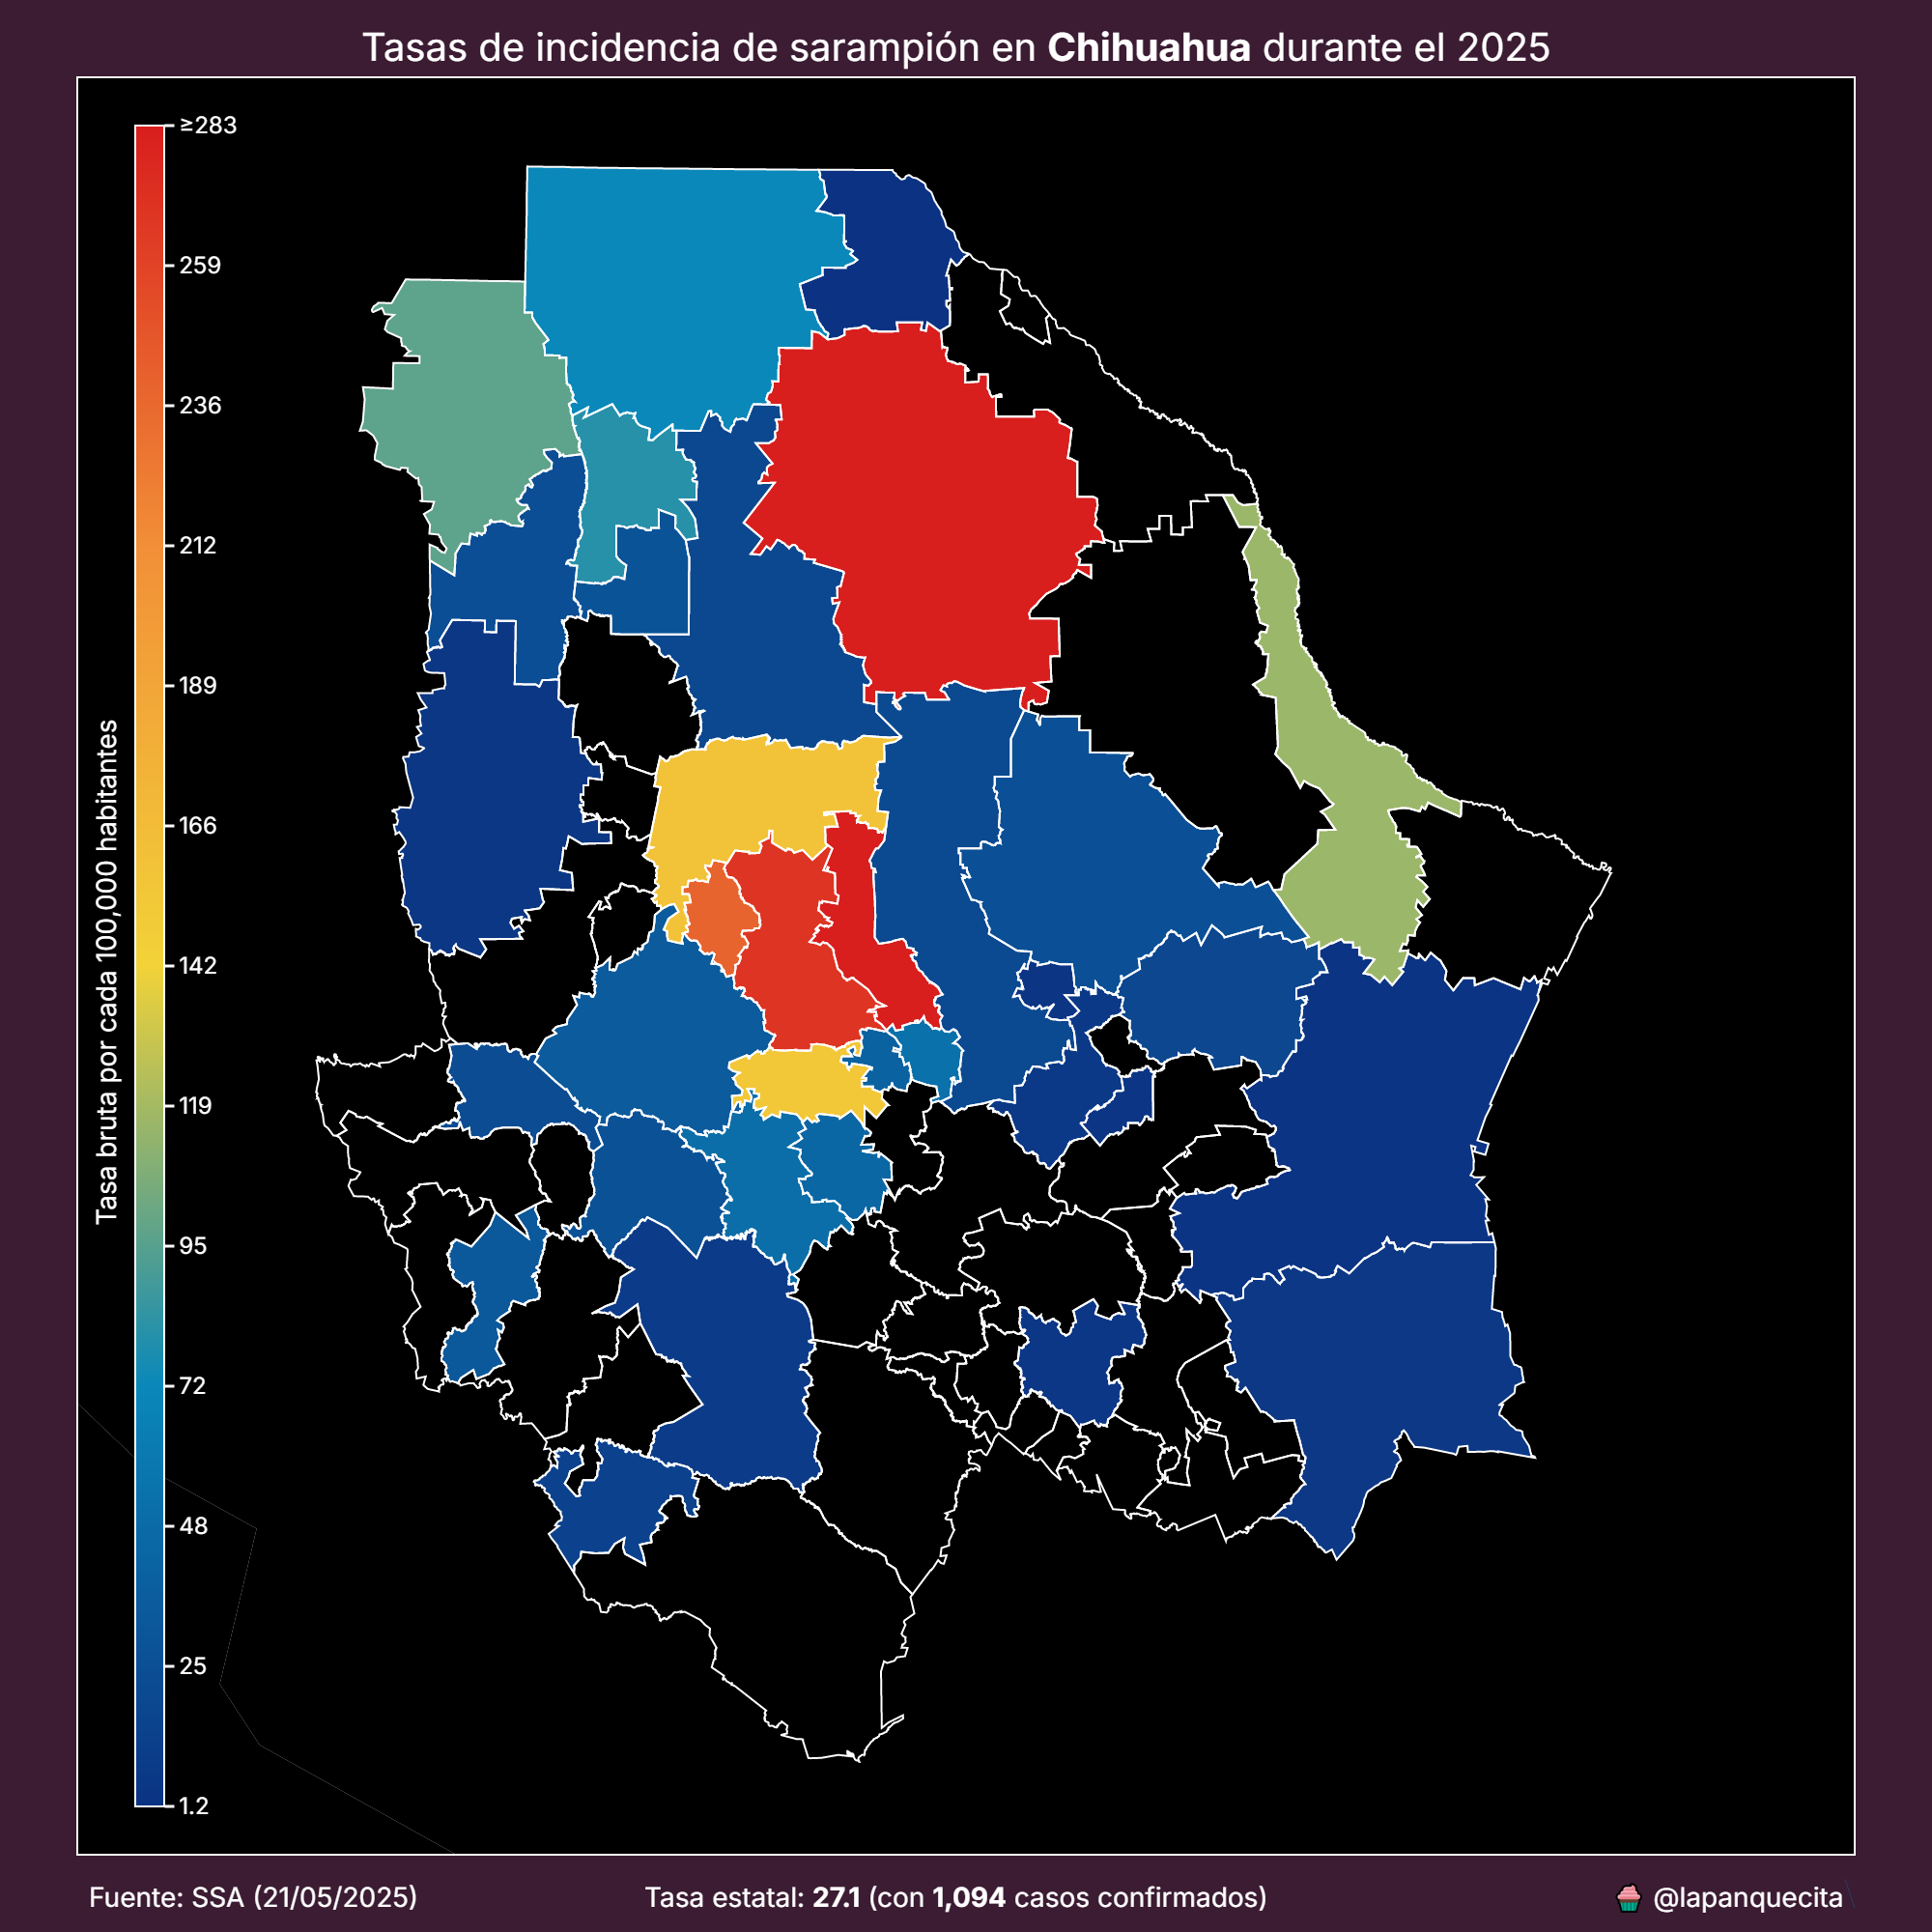 Tasas de incidencia de sarampión en Chihuahua durante el 2025
≥283
259
236
212
189
166
142
119
95
72
48
25
1.2
Tasa bruta por cada 100,000 habitantes
Fuente: SSA (21/05/2025)
Tasa estatal: 27.1 (con 1,094 casos confirmados)
@lapanquecita